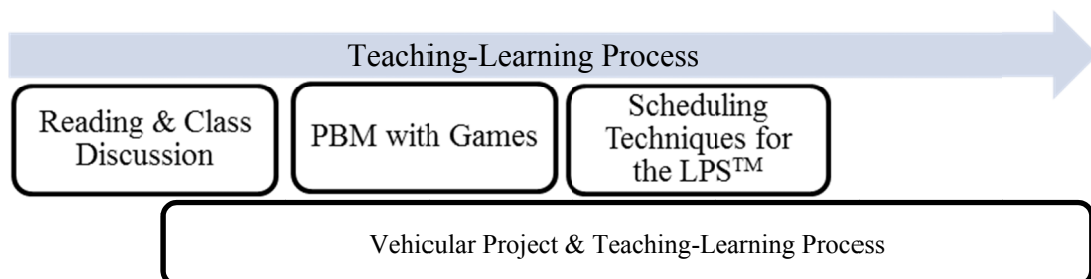 Teaching-Learning Process
Reading & Class
Discussion
PBM with Games
Scheduling
Techniques for
the LPS™
Vehicular Project & Teaching-Learning Process